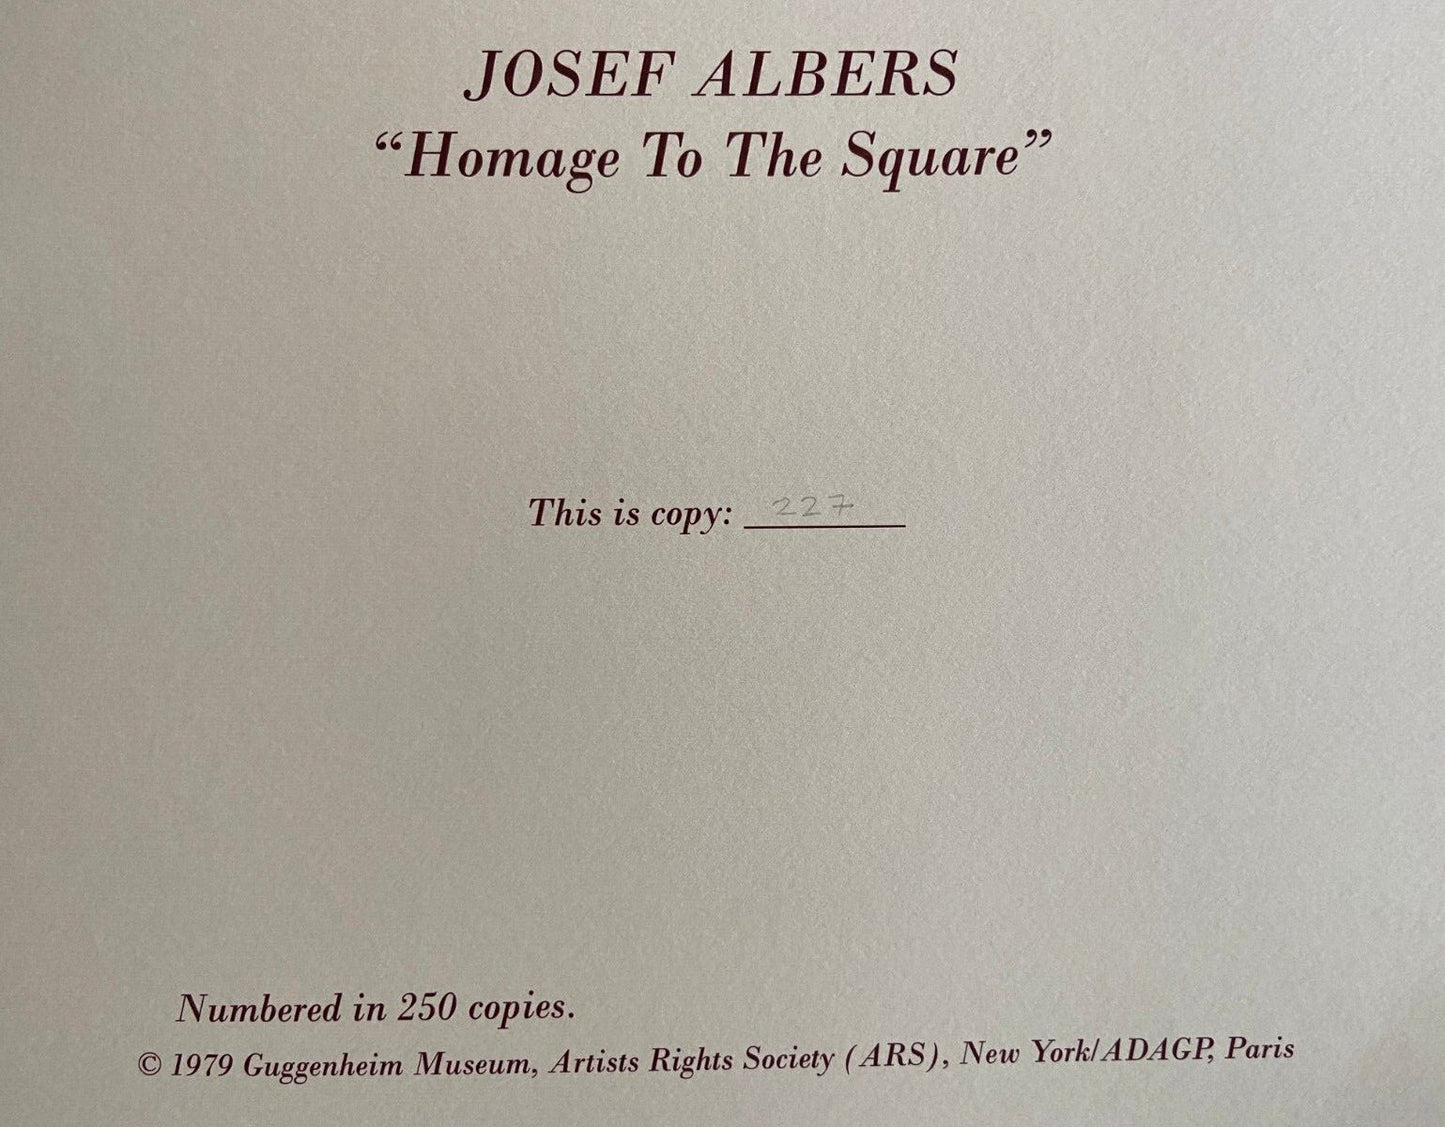 JOSEF ALBERS
“Homage To The Square”
This is copy: 227
Numbered in 250 copies.
© 1979 Guggenheim Museum, Artists Rights Society (ARS), New York/ADAGP, Paris